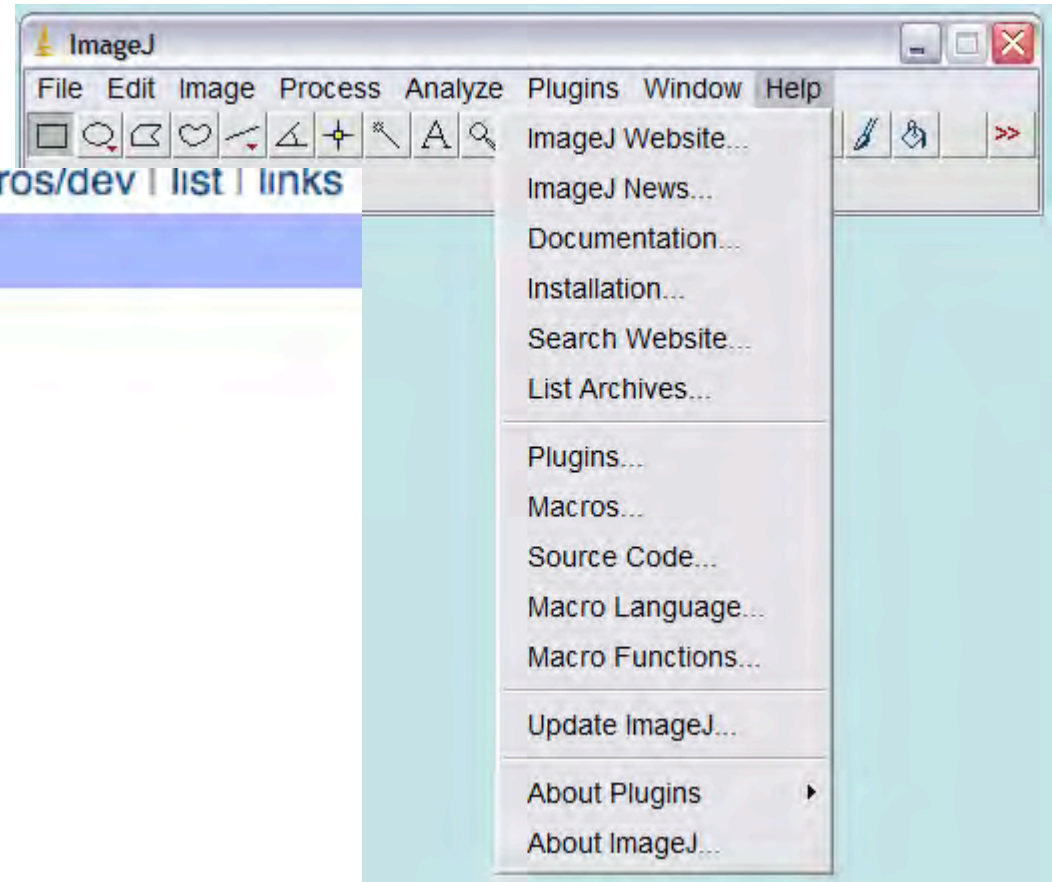 ImageJ
File Edit Image Process Analyze Plugins Window Help
A >>
ros/dev | list | links
ImageJ Website...
ImageJ News...
Documentation...
Installation...
Search Website...
List Archives...
Plugins...
Macros...
Source Code...
Macro Language...
Macro Functions...
Update ImageJ...
About Plugins
About ImageJ...